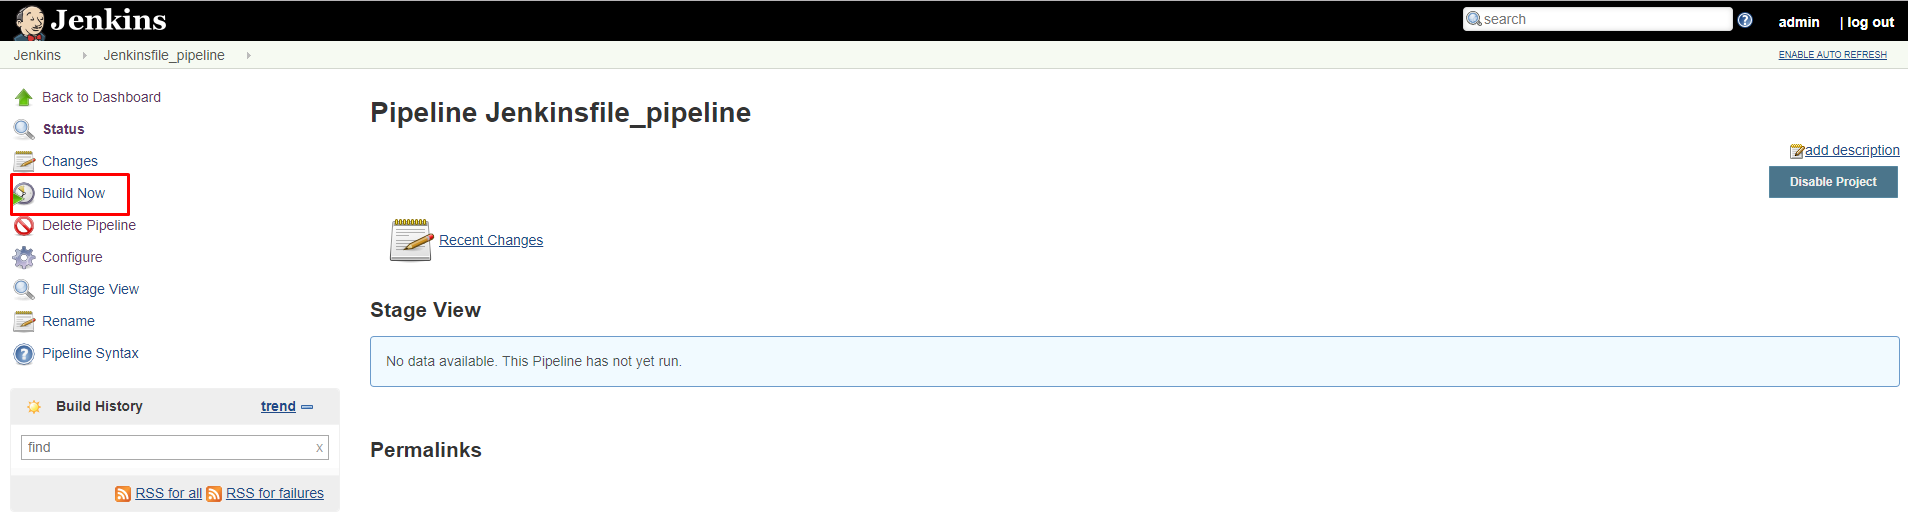 Jenkins
search
admin
| log out
Jenkins
Jenkinsfile_pipeline
ENABLE AUTO REFRESH
Back to Dashboard
Status
Changes
Build Now
Delete Pipeline
Configure
Full Stage View
Rename
Pipeline Syntax
Build History
trend
find
x
RSS for all
RSS for failures
Pipeline Jenkinsfile_pipeline
add description
Disable Project
Recent Changes
Stage View
No data available. This Pipeline has not yet run.
Permalinks